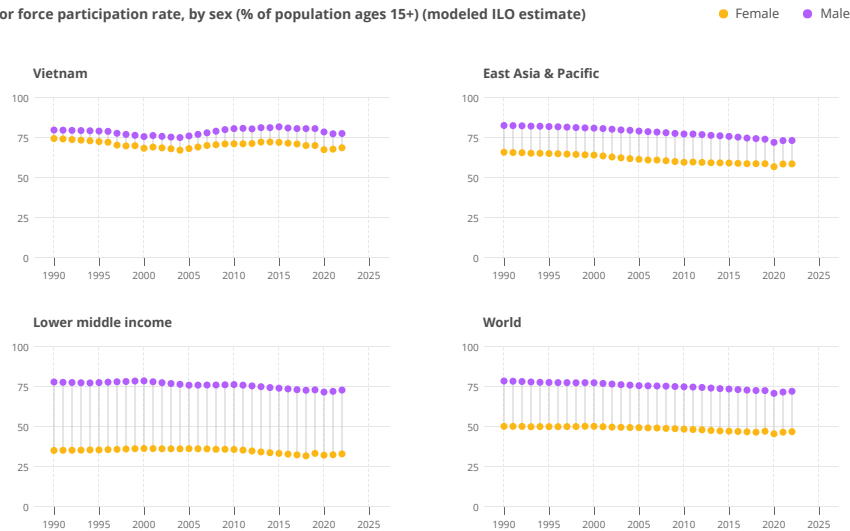 or force participation rate, by sex (% of population ages 15+) (modeled ILO estimate)
Female Male
Vietnam
100
75
50
25
0
1990 1995 2000 2005 2010 2015 2020 2025
East Asia & Pacific
100
75
50
25
0
1990 1995 2000 2005 2010 2015 2020 2025
Lower middle income
100
75
50
25
0
1990 1995 2000 2005 2010 2015 2020 2025
World
100
75
50
25
0
1990 1995 2000 2005 2010 2015 2020 2025